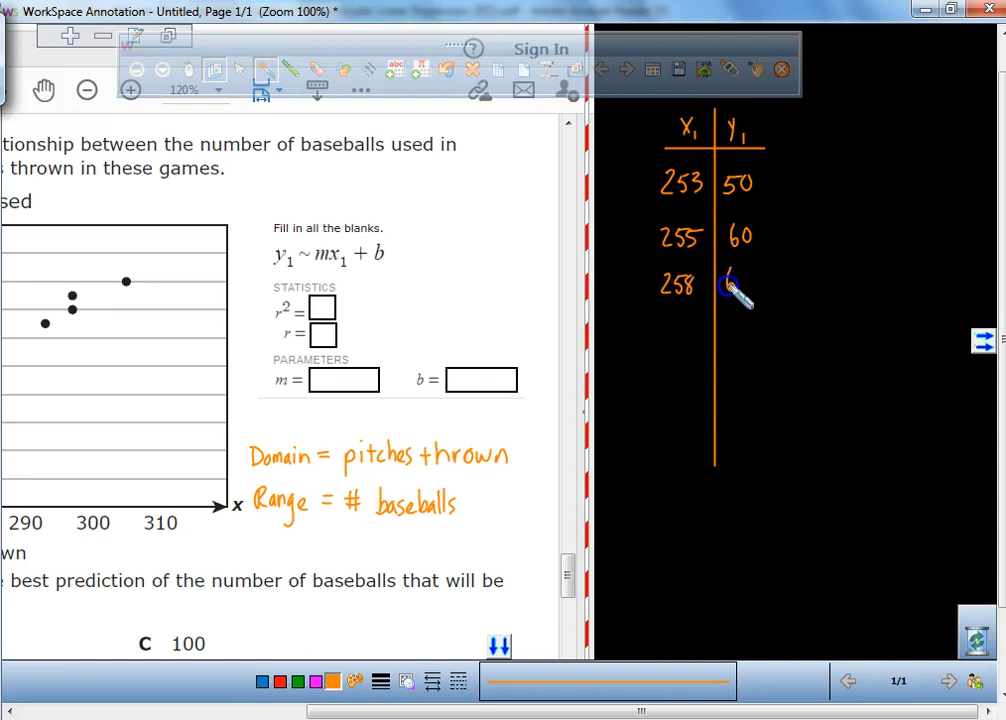 WorkSpace Annotation - Untitled, Page 1/1 (Zoom 100%) *
Sign In
120%
tionship between the number of baseballs used in
s thrown in these games.
sed
Fill in all the blanks.
y₁ ~ mx₁ + b
STATISTICS
r² =
r =
PARAMETERS
m =
b =
Domain = pitches thrown
Range = # baseballs
x
290 300 310
wn
best prediction of the number of baseballs that will be
C 100
X₁ Y₁
253 50
255 60
258 6
1/1